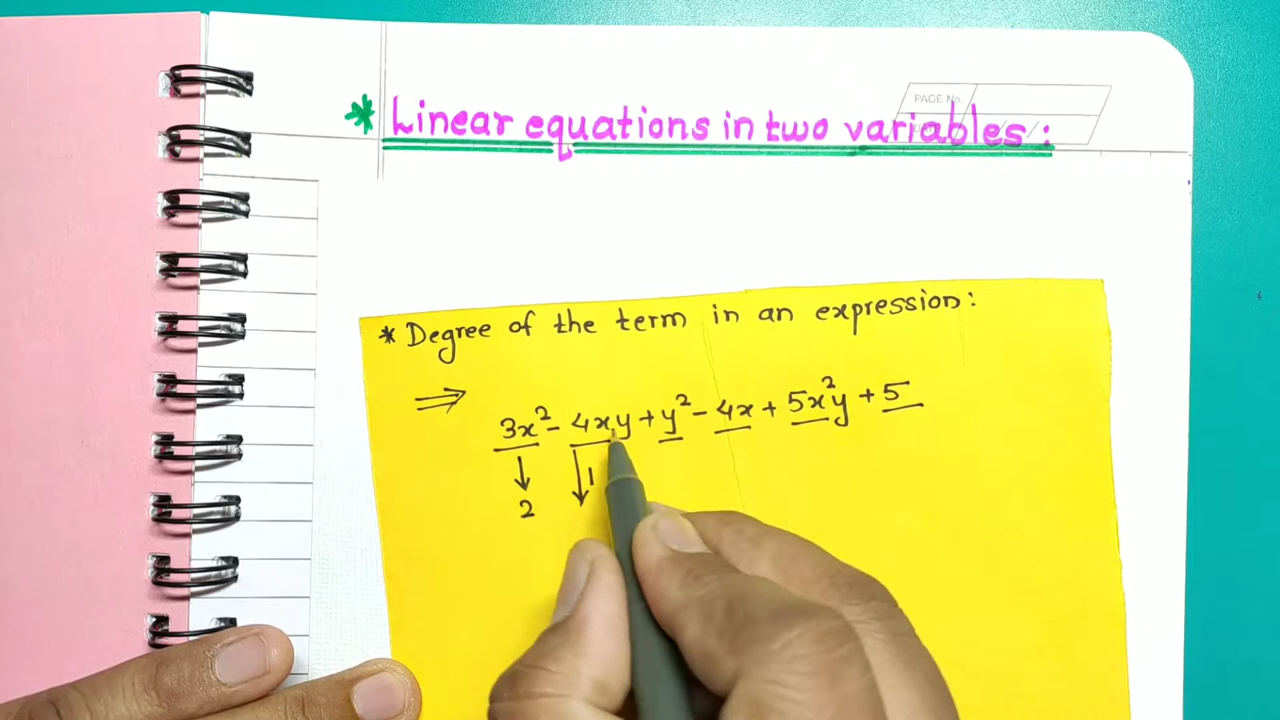 PAGE No.
* Linear equations in two variables :
* Degree of the term in an expression:
⇒ 3x² - 4xy + y² - 4x + 5x²y + 5
↓ ↓ 1
2